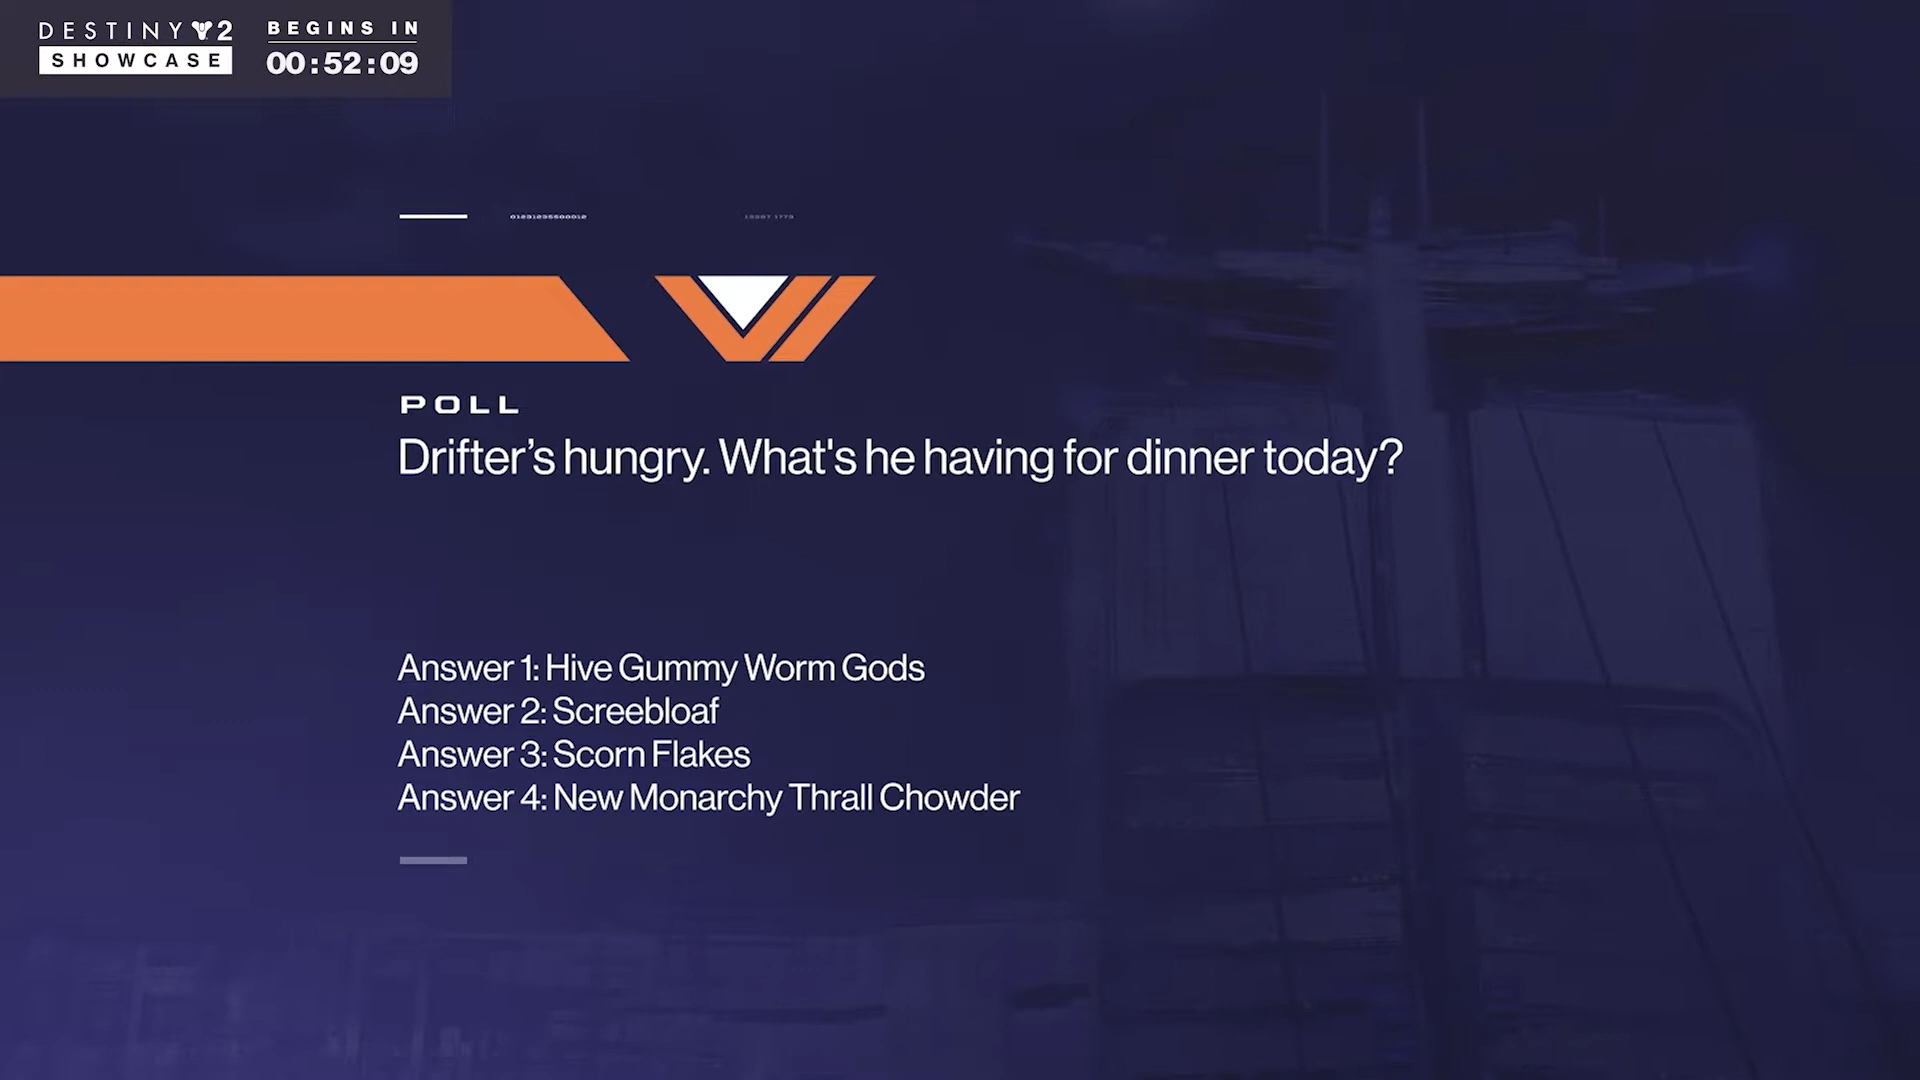 DESTINY 2
SHOWCASE
BEGINS IN
00:52:09
POLL
Drifter’s hungry. What's he having for dinner today?
Answer 1: Hive Gummy Worm Gods
Answer 2: Screebloaf
Answer 3: Scorn Flakes
Answer 4: New Monarchy Thrall Chowder